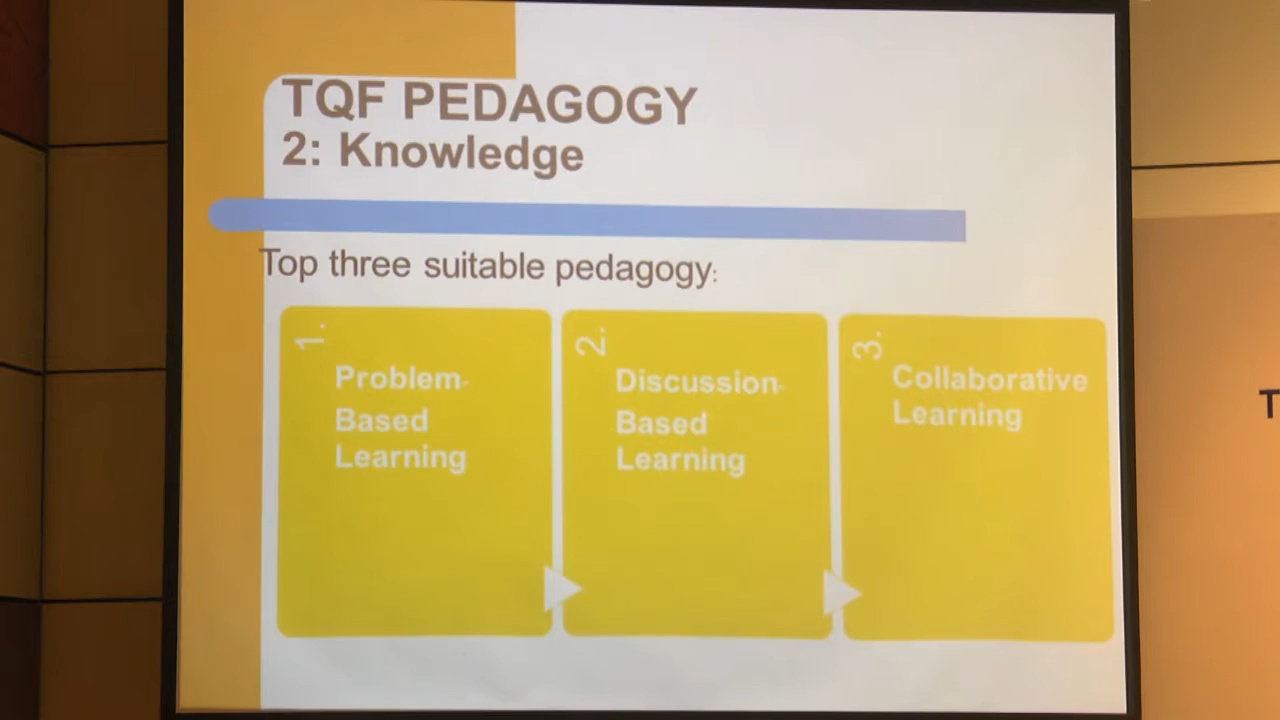 TQF PEDAGOGY
2: Knowledge
Top three suitable pedagogy:
1.
Problem-
Based
Learning
2.
Discussion-
Based
Learning
3.
Collaborative
Learning
T